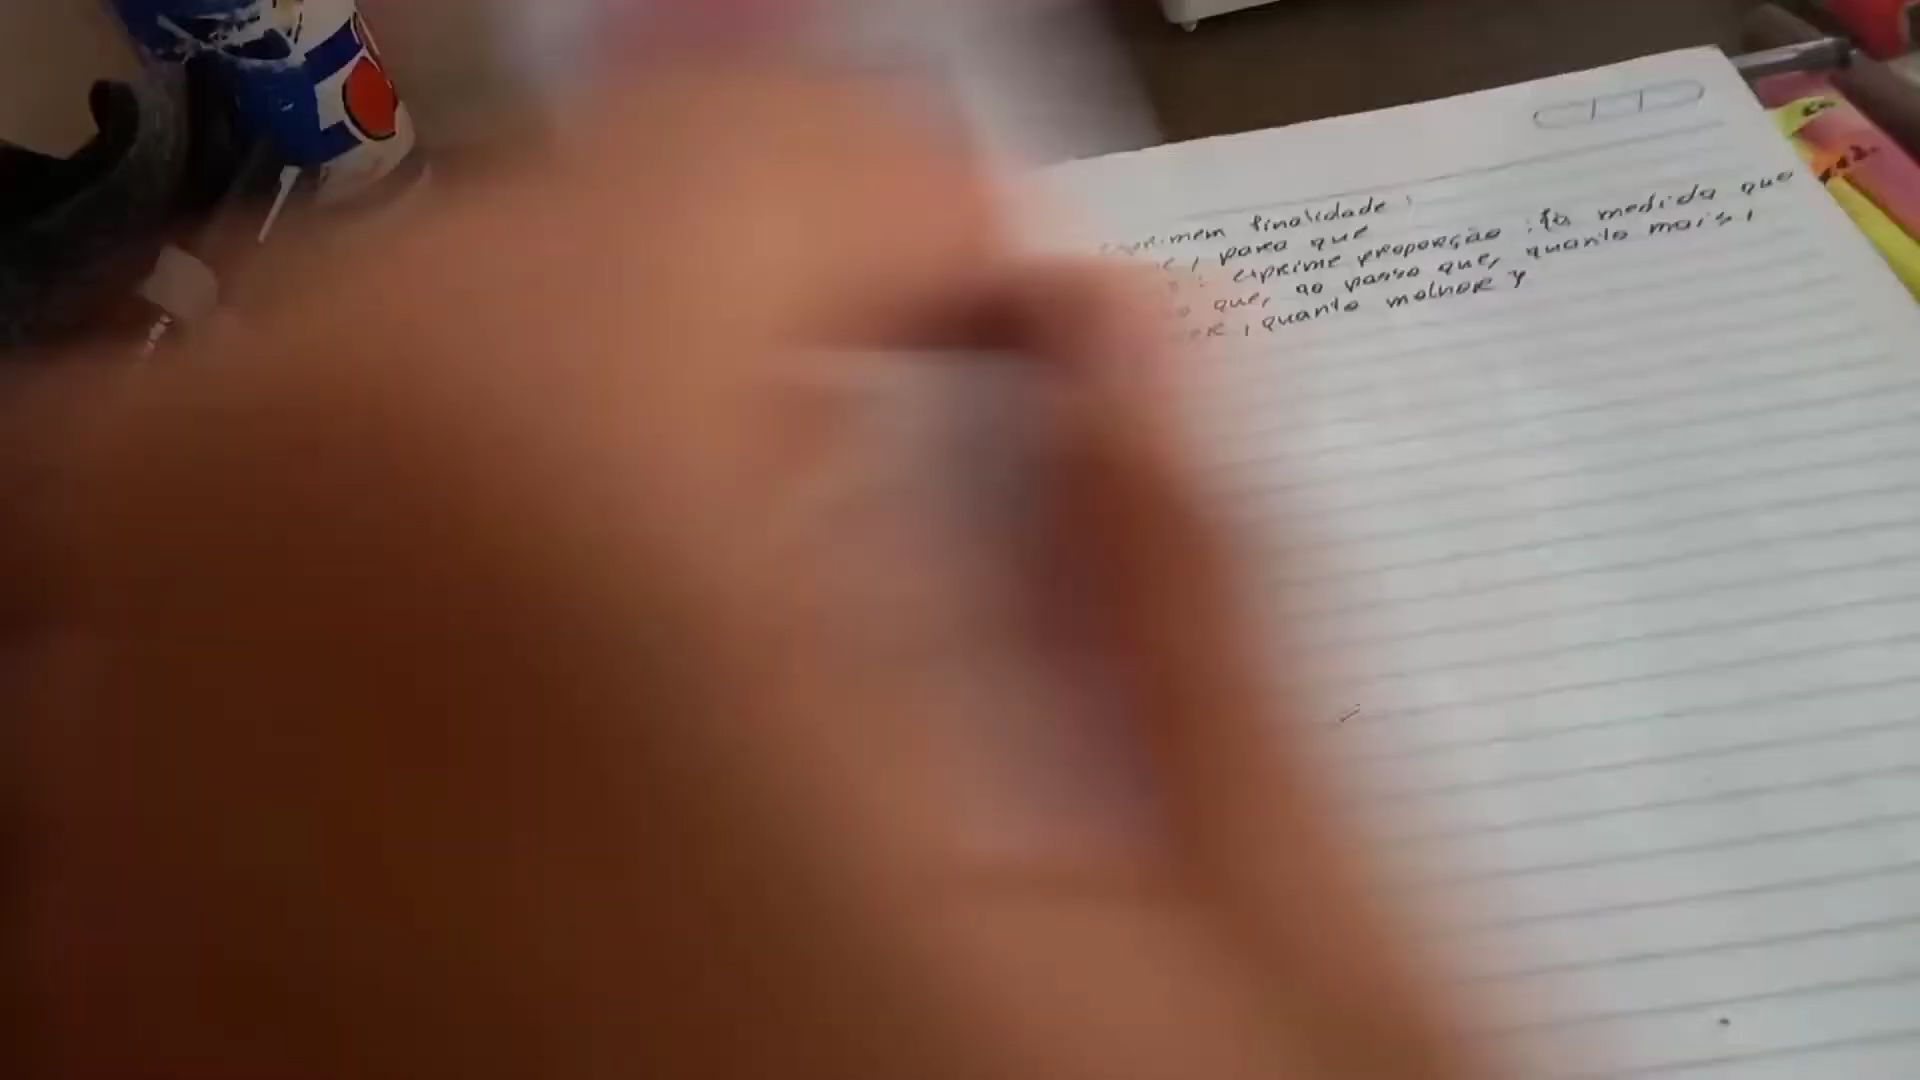 exprimem finalidade:
, para que
: exprime proporção: à medida que
que, ao passo que, quanto mais,
, quanto melhor